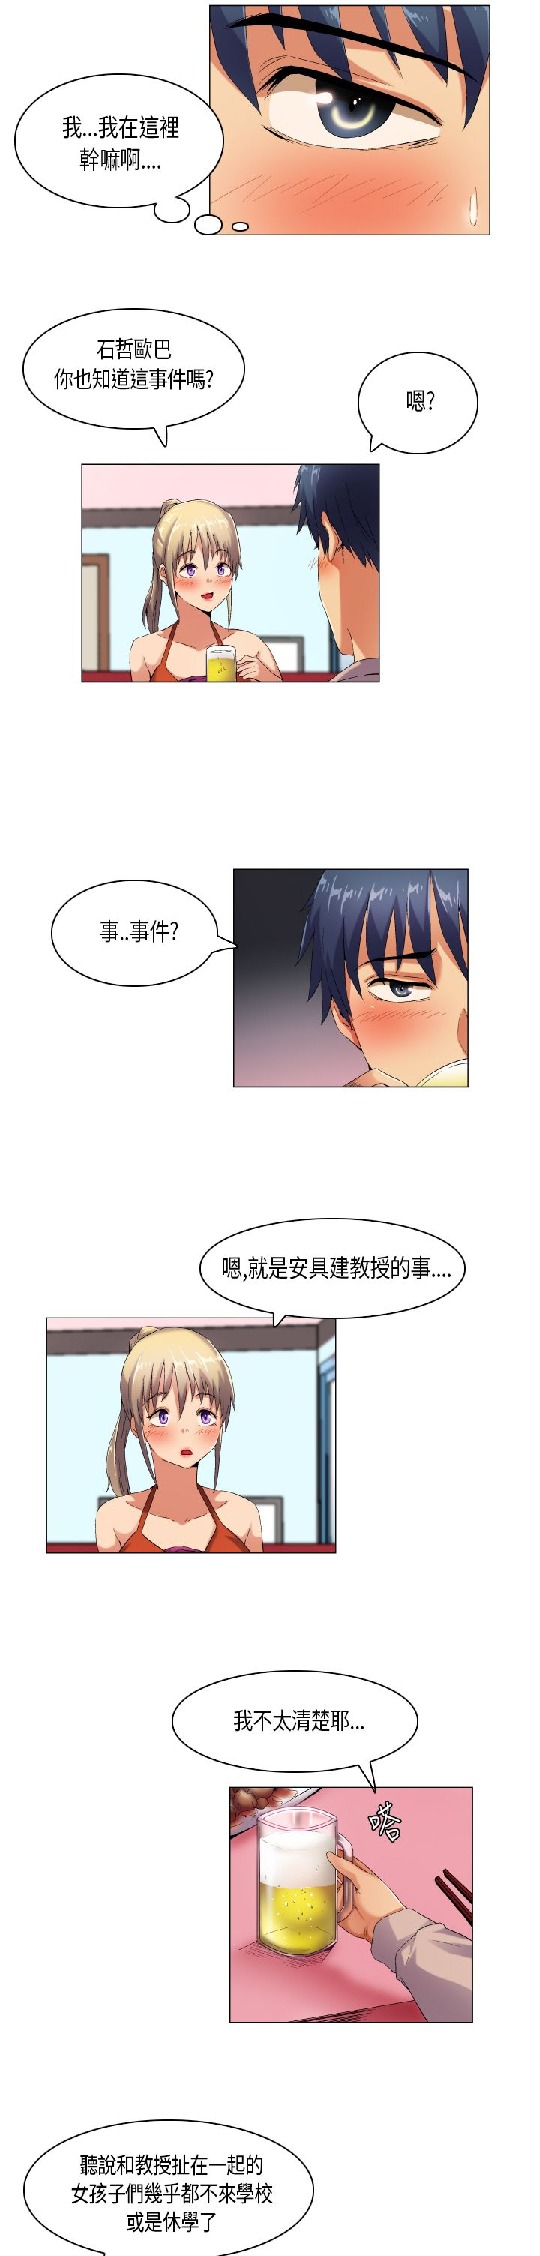 我...我在這裡
幹嘛啊....
石哲歐巴
你也知道這事件嗎?
嗯?
事..事件?
嗯,就是安具建教授的事....
我不太清楚耶...
嗒
聽說和教授扯在一起的
女孩子們幾乎都不來學校
或是休學了